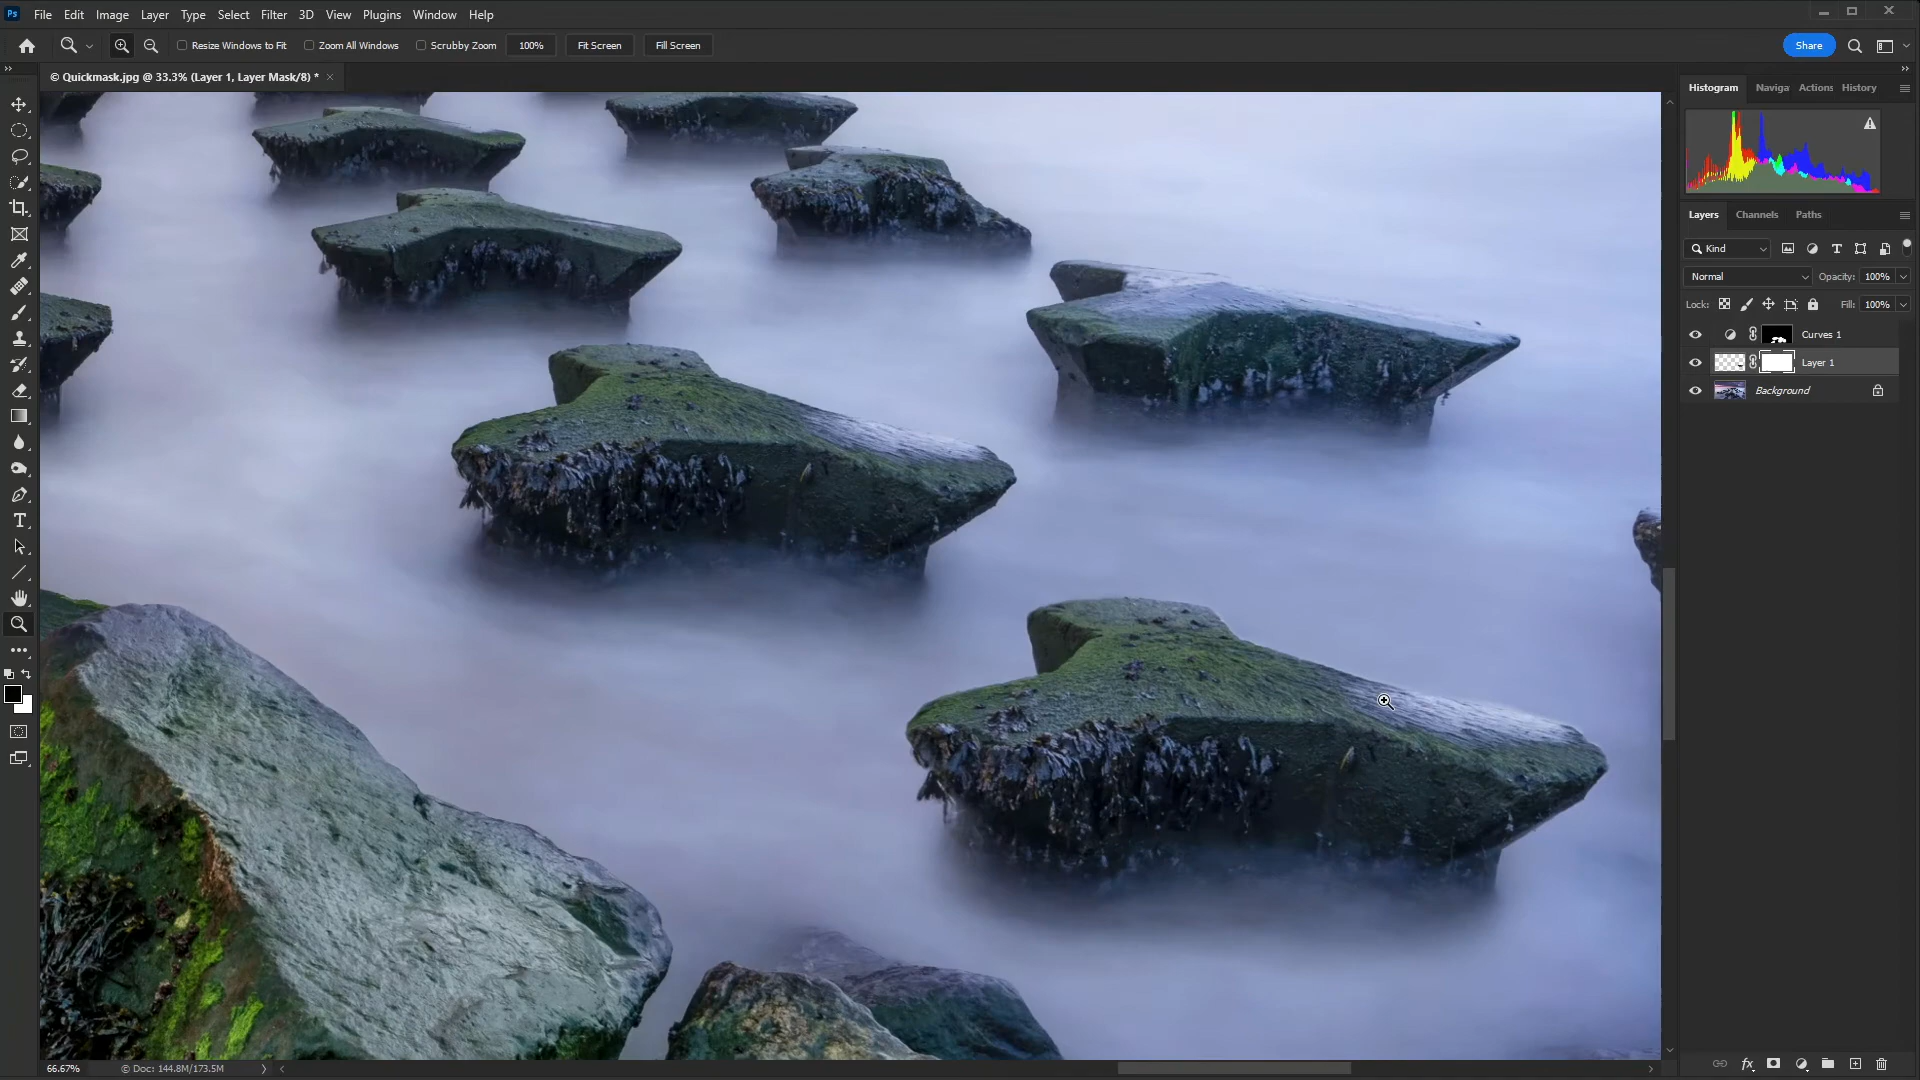 Ps File Edit Image Layer Type Select Filter 3D View Plugins Window Help
Resize Windows to Fit Zoom All Windows Scrubby Zoom 100% Fit Screen Fill Screen Share
© Quickmask.jpg @ 33.3% (Layer 1, Layer Mask/8) *
Histogram Naviga Actions History
Layers Channels Paths
Kind
Normal Opacity: 100%
Lock: Fill: 100%
Curves 1
Layer 1
Background
66.67% © Doc: 144.8M/173.5M
fx